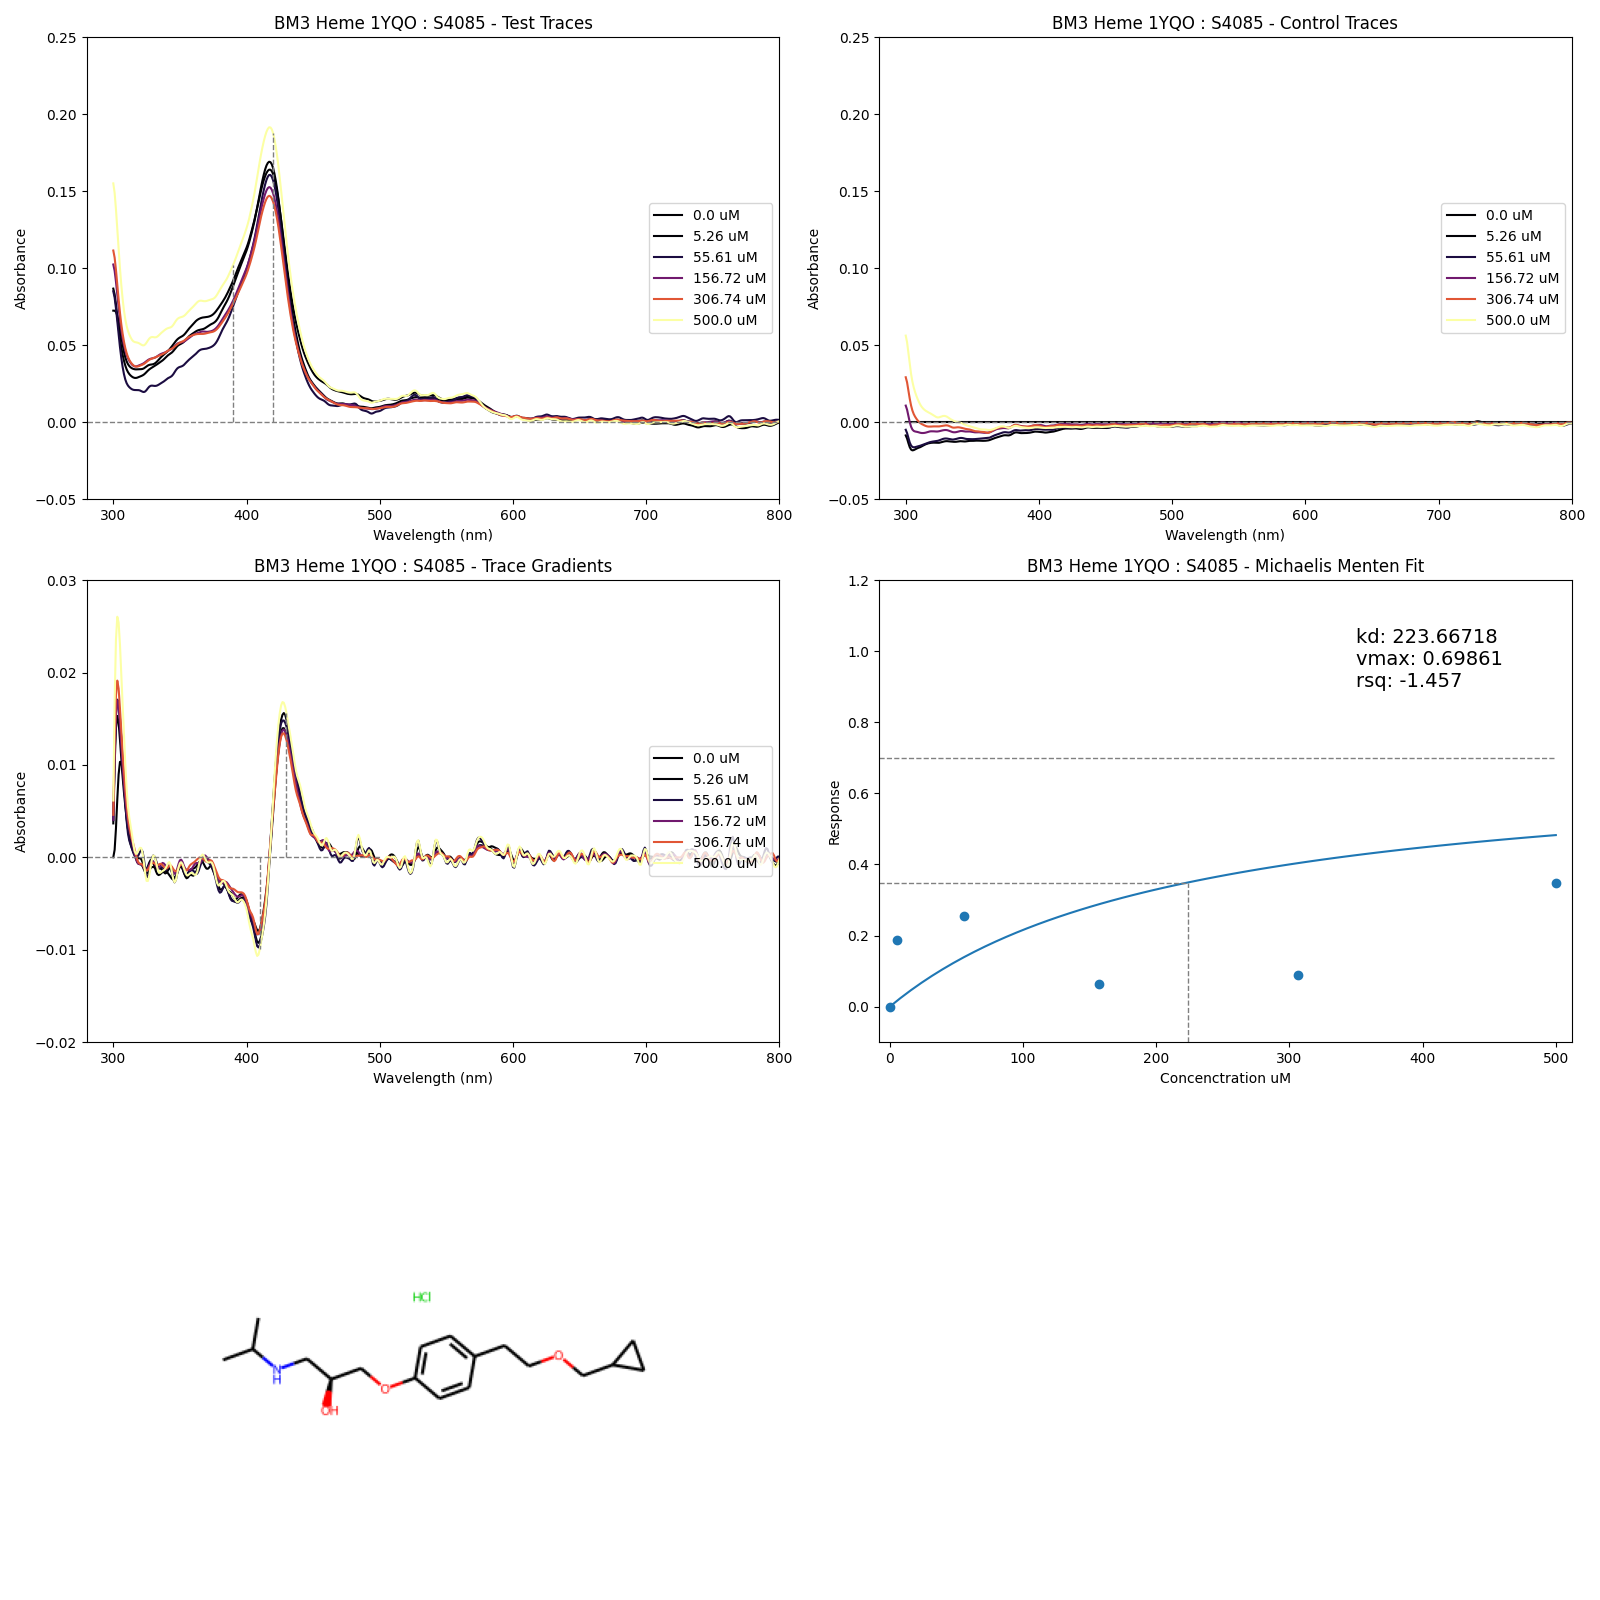 BM3 Heme 1YQO : S4085 - Test Traces
0.25
0.20
0.15
0.10
0.05
0.00
−0.05
Absorbance
0.0 uM
5.26 uM
55.61 uM
156.72 uM
306.74 uM
500.0 uM
300 400 500 600 700 800
Wavelength (nm)
BM3 Heme 1YQO : S4085 - Control Traces
0.25
0.20
0.15
0.10
0.05
0.00
−0.05
Absorbance
0.0 uM
5.26 uM
55.61 uM
156.72 uM
306.74 uM
500.0 uM
300 400 500 600 700 800
Wavelength (nm)
BM3 Heme 1YQO : S4085 - Trace Gradients
0.03
0.02
0.01
0.00
−0.01
−0.02
Absorbance
0.0 uM
5.26 uM
55.61 uM
156.72 uM
306.74 uM
500.0 uM
300 400 500 600 700 800
Wavelength (nm)
BM3 Heme 1YQO : S4085 - Michaelis Menten Fit
1.2
1.0
0.8
0.6
0.4
0.2
0.0
Response
kd: 223.66718
vmax: 0.69861
rsq: -1.457
0 100 200 300 400 500
Concenctration uM
HCl
O
N
H
O
OH